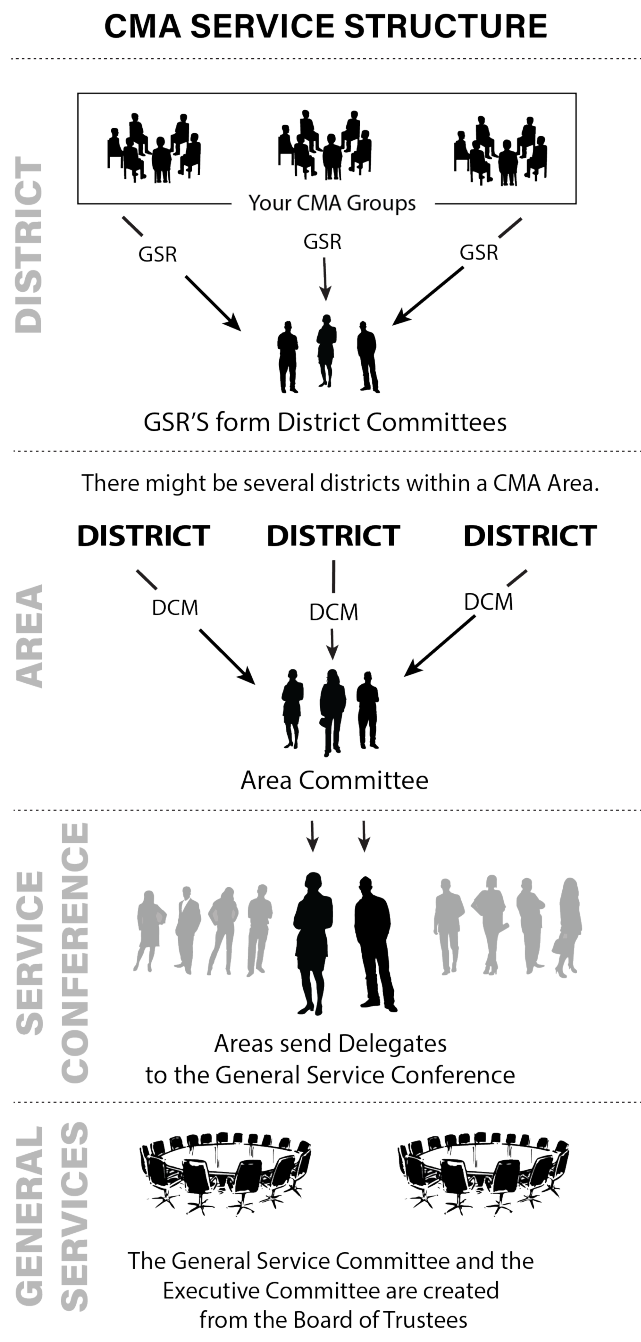 CMA SERVICE STRUCTURE
DISTRICT
Your CMA Groups
GSR
GSR
GSR
GSR'S form District Committees
AREA
There might be several districts within a CMA Area.
DISTRICT DISTRICT DISTRICT
DCM
DCM
DCM
Area Committee
SERVICE
CONFERENCE
Areas send Delegates
to the General Service Conference
GENERAL
SERVICES
The General Service Committee and the
Executive Committee are created
from the Board of Trustees